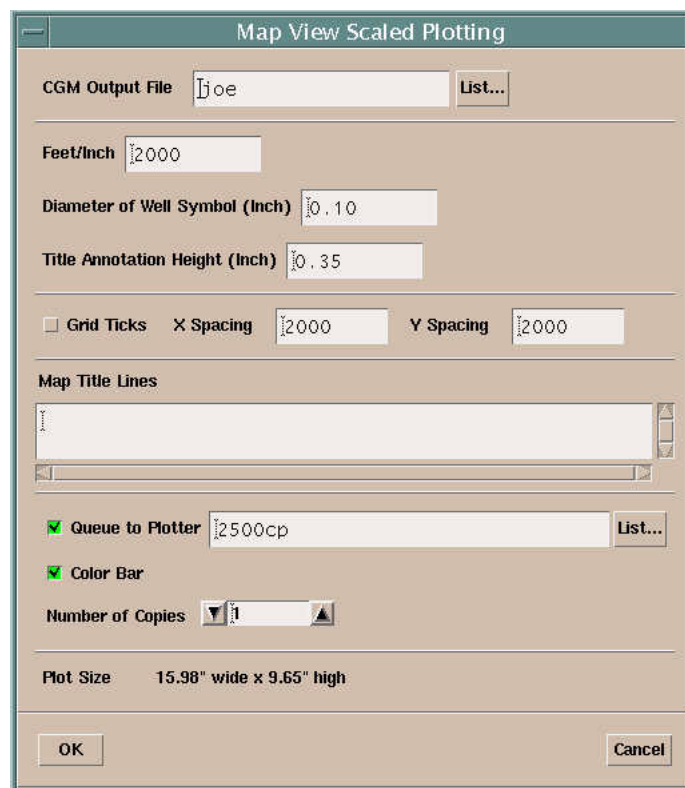 Map View Scaled Plotting
CGM Output File joe List...
Feet/Inch 2000
Diameter of Well Symbol (Inch) 0.10
Title Annotation Height (Inch) 0.35
Grid Ticks X Spacing 2000 Y Spacing 2000
Map Title Lines
Queue to Plotter 2500cp List...
Color Bar
Number of Copies 1
Plot Size 15.98" wide x 9.65" high
OK Cancel